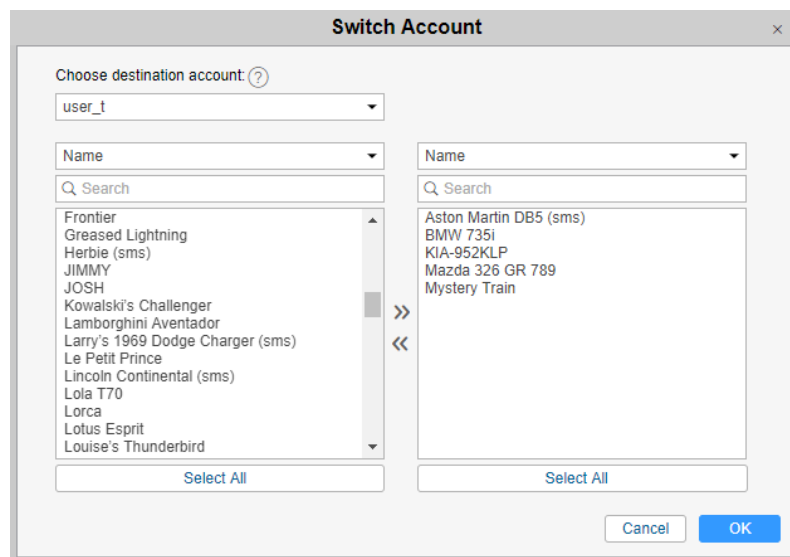 Switch Account
×
Choose destination account: ?
user_t
Name
Search
Frontier
Greased Lightning
Herbie (sms)
JIMMY
JOSH
Kowalski's Challenger
Lamborghini Aventador
Larry's 1969 Dodge Charger (sms)
Le Petit Prince
Lincoln Continental (sms)
Lola T70
Lorca
Lotus Esprit
Louise's Thunderbird
Select All
»
«
Name
Search
Aston Martin DB5 (sms)
BMW 735i
KIA-952KLP
Mazda 326 GR 789
Mystery Train
Select All
Cancel
OK